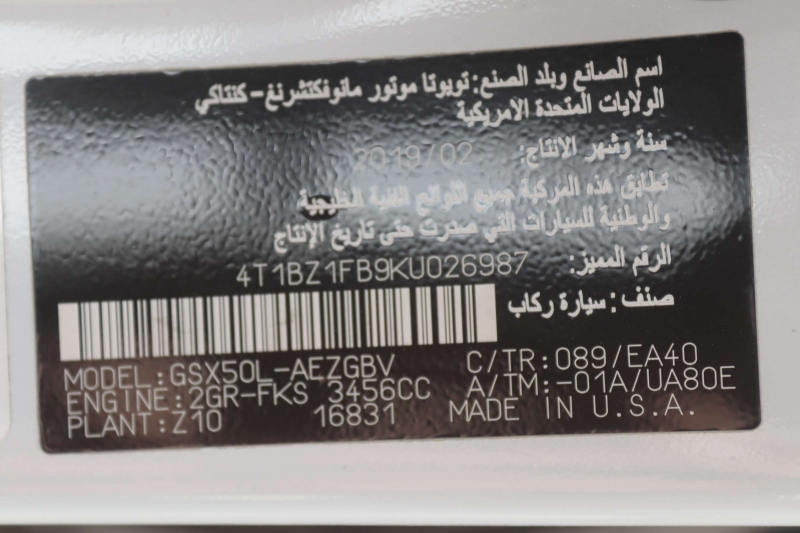 اسم الصانع وبلد الصنع: تويوتا موتور مانوفكتشرنغ - كنتاكي
الولايات المتحدة الأمريكية
سنة وشهر الانتاج: 2019/02
تطابق هذه المركبة جميع اللوائح الفنية الخليجية
والوطنية للسيارات التي صدرت حتى تاريخ الإنتاج
الرقم المميز: 4T1BZ1FB9KU026987
صنف: سيارة ركاب
MODEL:GSX50L-AEZGBV C/TR:089/EA40
ENGINE:2GR-FKS 3456CC A/TM:-01A/UA80E
PLANT:Z10 16831 MADE IN U.S.A.